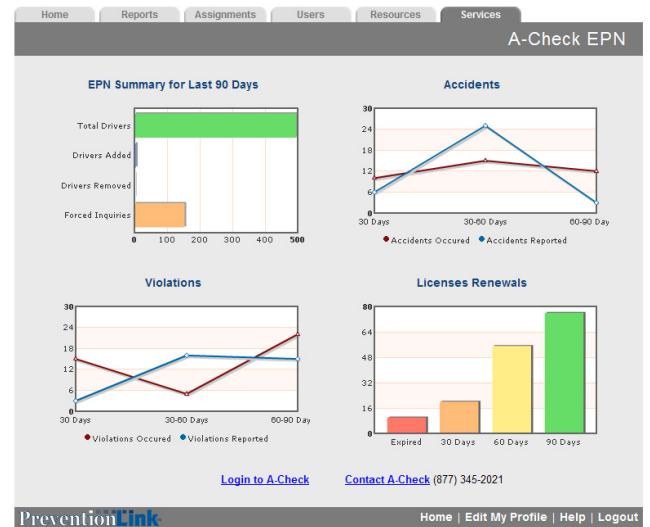 Home Reports Assignments Users Resources Services
A-Check EPN
EPN Summary for Last 90 Days
Total Drivers
Drivers Added
Drivers Removed
Forced Inquiries
0 100 200 300 400 500
Accidents
30
24
18
12
6
0
30 Days 30-60 Days 60-90 Day
Accidents Occured Accidents Reported
Violations
30
24
18
12
6
0
30 Days 30-60 Days 60-90 Day
Violations Occured Violations Reported
Licenses Renewals
80
64
48
32
16
0
Expired 30 Days 60 Days 90 Days
Login to A-Check Contact A-Check (877) 345-2021
PreventionLink Home | Edit My Profile | Help | Logout